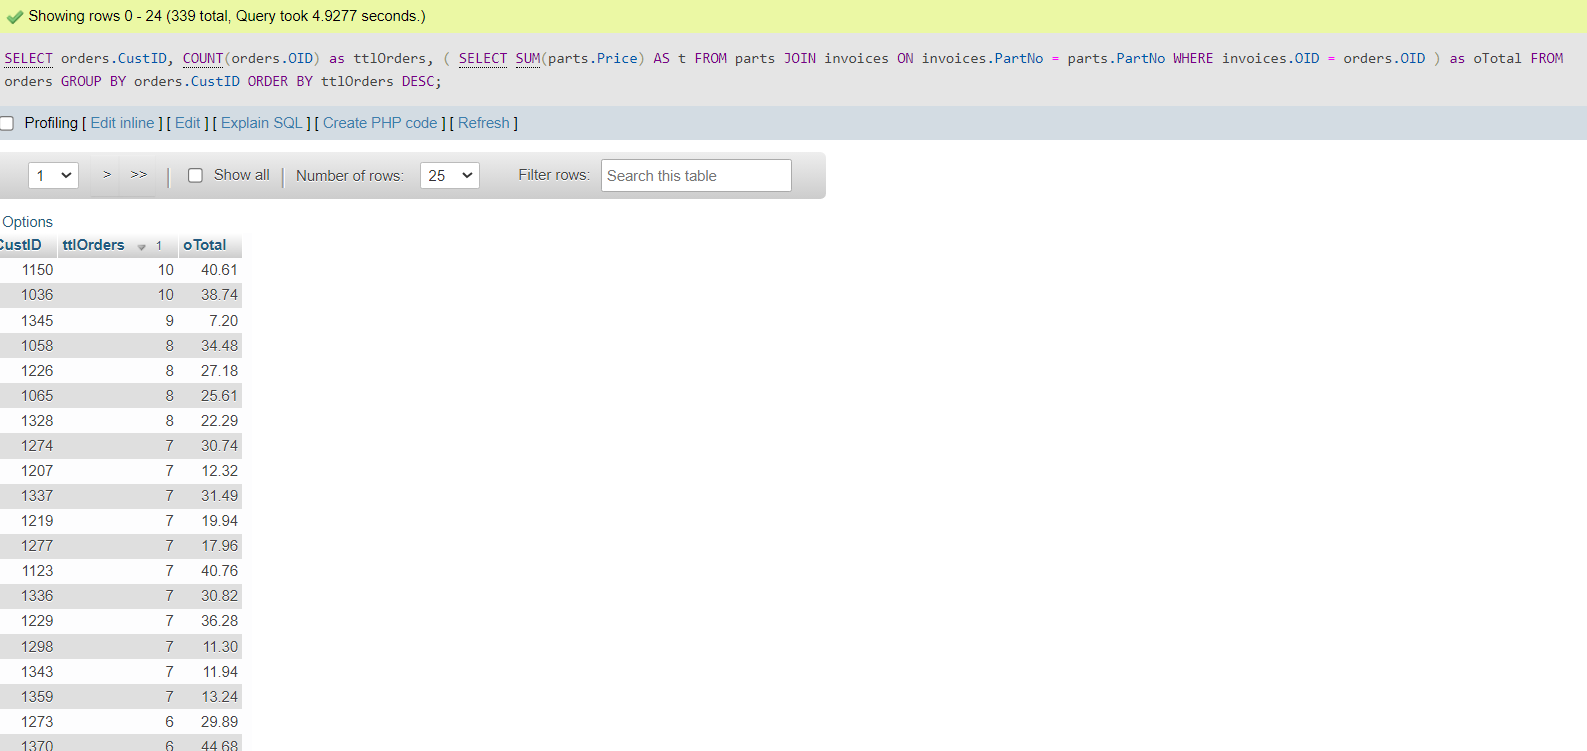 Showing rows 0 - 24 (339 total, Query took 4.9277 seconds.)
SELECT orders.CustID, COUNT(orders.OID) as ttlOrders, ( SELECT SUM(parts.Price) AS t FROM parts JOIN invoices ON invoices.PartNo = parts.PartNo WHERE invoices.OID = orders.OID ) as oTotal FROM
orders GROUP BY orders.CustID ORDER BY ttlOrders DESC;
Profiling [ Edit inline ] [ Edit ] [ Explain SQL ] [ Create PHP code ] [ Refresh ]
1 > >> | Show all | Number of rows: 25 Filter rows: Search this table
Options
CustID ttlOrders 1 oTotal
1150 10 40.61
1036 10 38.74
1345 9 7.20
1058 8 34.48
1226 8 27.18
1065 8 25.61
1328 8 22.29
1274 7 30.74
1207 7 12.32
1337 7 31.49
1219 7 19.94
1277 7 17.96
1123 7 40.76
1336 7 30.82
1229 7 36.28
1298 7 11.30
1343 7 11.94
1359 7 13.24
1273 6 29.89
1370 6 44.68